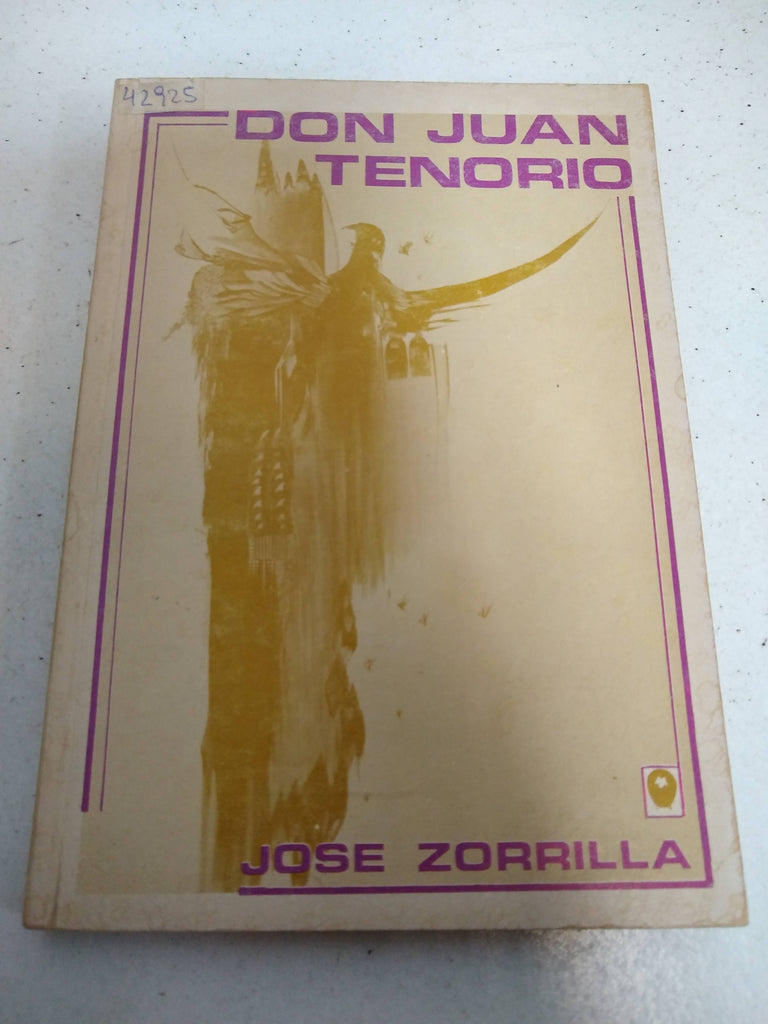 42925
DON JUAN
TENORIO
JOSE ZORRILLA